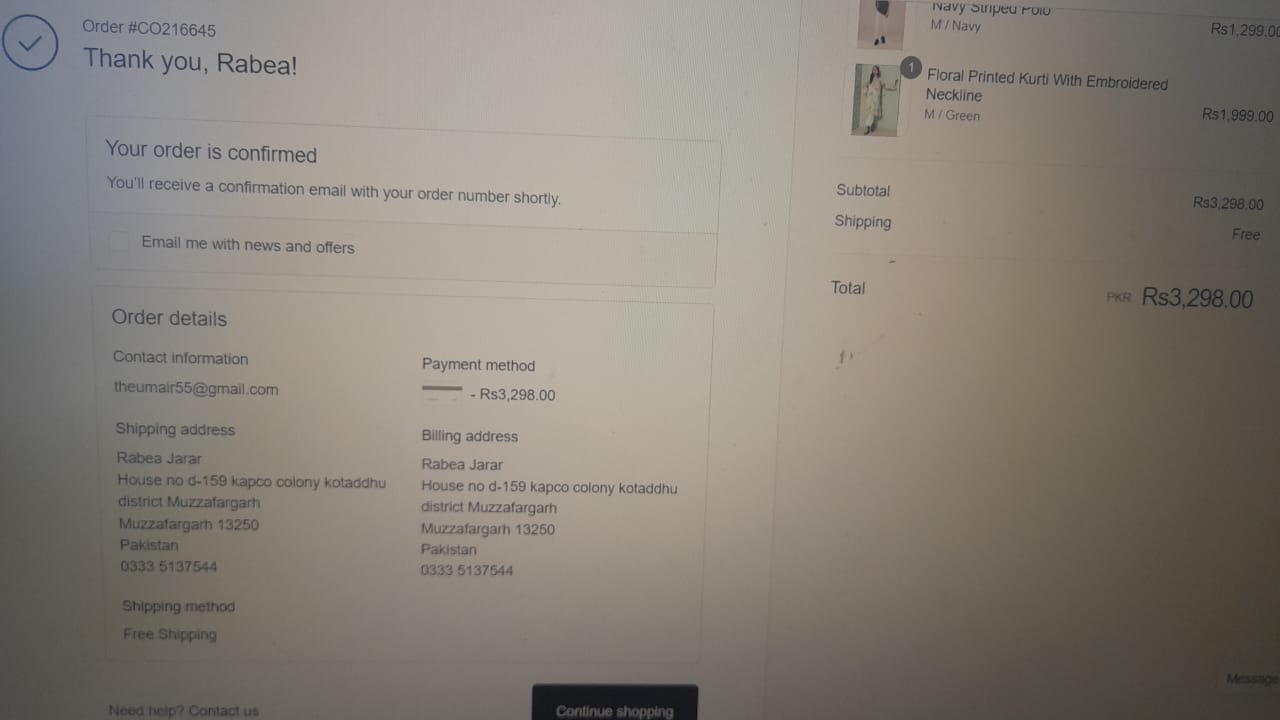 Order #CO216645
Thank you, Rabea!
Your order is confirmed
You'll receive a confirmation email with your order number shortly.
Email me with news and offers
Order details
Contact information
theumair55@gmail.com
Shipping address
Rabea Jarar
House no d-159 kapco colony kotaddhu
district Muzzafargarh
Muzzafargarh 13250
Pakistan
0333 5137544
Shipping method
Free Shipping
Payment method
- Rs3,298.00
Billing address
Rabea Jarar
House no d-159 kapco colony kotaddhu
district Muzzafargarh
Muzzafargarh 13250
Pakistan
0333 5137544
Need help? Contact us
Continue shopping
Navy Striped Polo
M / Navy
Rs1,299.00
1
Floral Printed Kurti With Embroidered
Neckline
M / Green
Rs1,999.00
Subtotal
Rs3,298.00
Shipping
Free
Total
PKR Rs3,298.00
Message